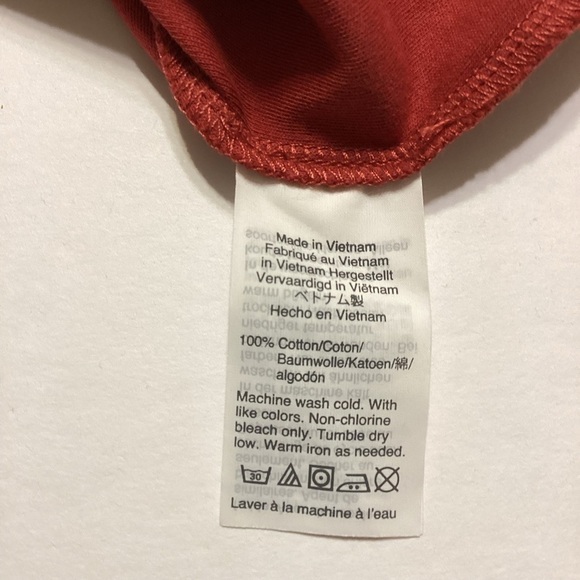 Made in Vietnam
Fabriqué au Vietnam
in Vietnam Hergestellt
Vervaardigd in Viëtnam
ベトナム製
Hecho en Vietnam
100% Cotton/Coton/
Baumwolle/Katoen/綿/
algodón
Machine wash cold. With
like colors. Non-chlorine
bleach only. Tumble dry
low. Warm iron as needed.
30
Laver à la machine à l'eau